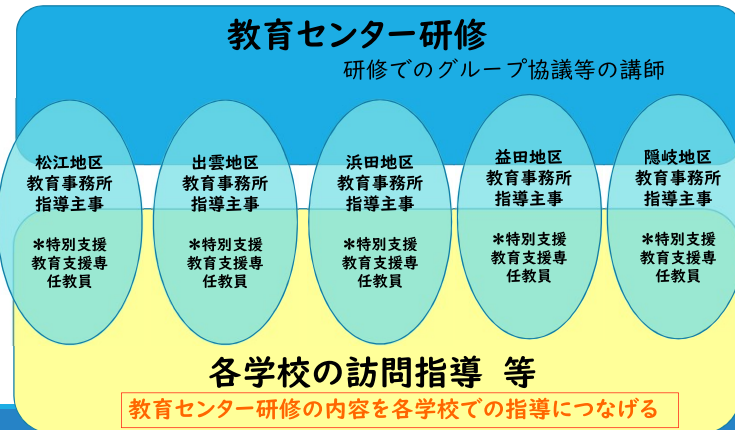 教育センター研修
研修でのグループ協議等の講師
松江地区
教育事務所
指導主事
＊特別支援
教育支援専
任教員
出雲地区
教育事務所
指導主事
＊特別支援
教育支援専
任教員
浜田地区
教育事務所
指導主事
＊特別支援
教育支援専
任教員
益田地区
教育事務所
指導主事
＊特別支援
教育支援専
任教員
隠岐地区
教育事務所
指導主事
＊特別支援
教育支援専
任教員
各学校の訪問指導 等
教育センター研修の内容を各学校での指導につなげる